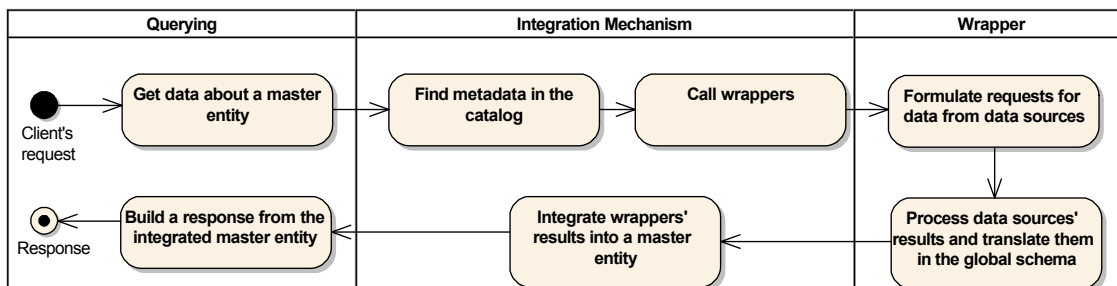 Querying
Integration Mechanism
Wrapper
Client's
request
Get data about a master
entity
Find metadata in the
catalog
Call wrappers
Formulate requests for
data from data sources
Response
Build a response from the
integrated master entity
Integrate wrappers'
results into a master
entity
Process data sources'
results and translate them
in the global schema